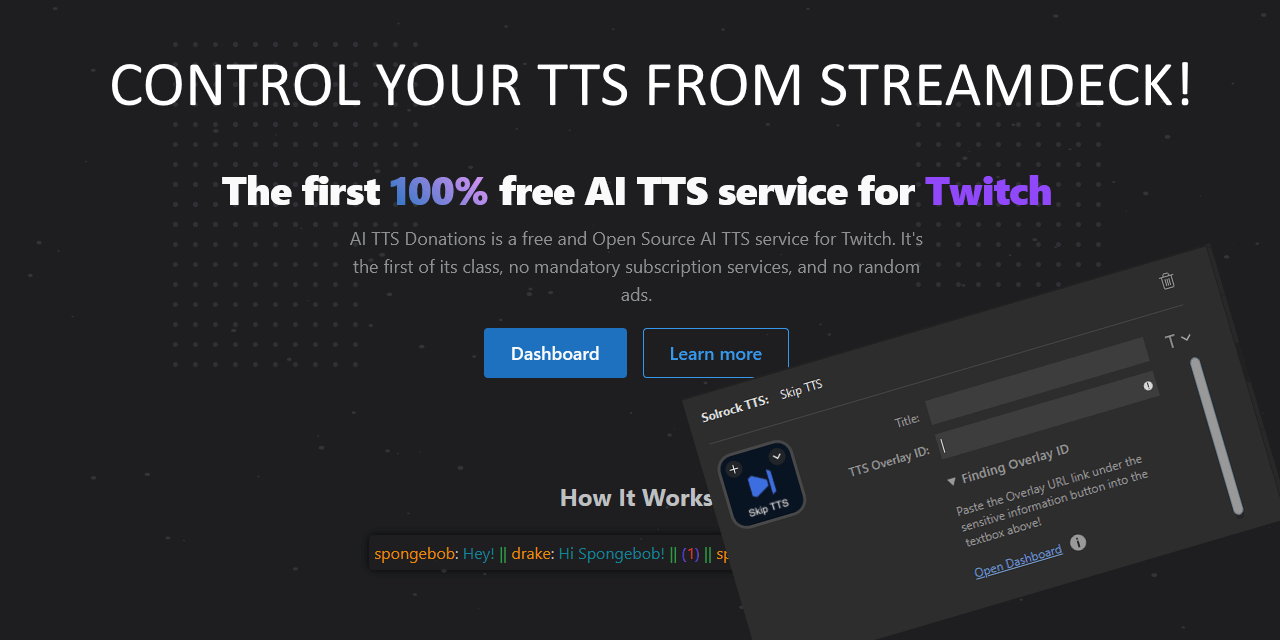 CONTROL YOUR TTS FROM STREAMDECK!
The first 100% free AI TTS service for Twitch
AI TTS Donations is a free and Open Source AI TTS service for Twitch. It's
the first of its class, no mandatory subscription services, and no random
ads.
Dashboard
Learn more
Solrock TTS: Skip TTS
T
Title:
TTS Overlay ID:
Skip TTS
▼ Finding Overlay ID
Paste the Overlay URL link under the
sensitive information button into the
textbox above!
Open Dashboard
How It Works
spongebob: Hey! || drake: Hi Spongebob! || (1) || sp